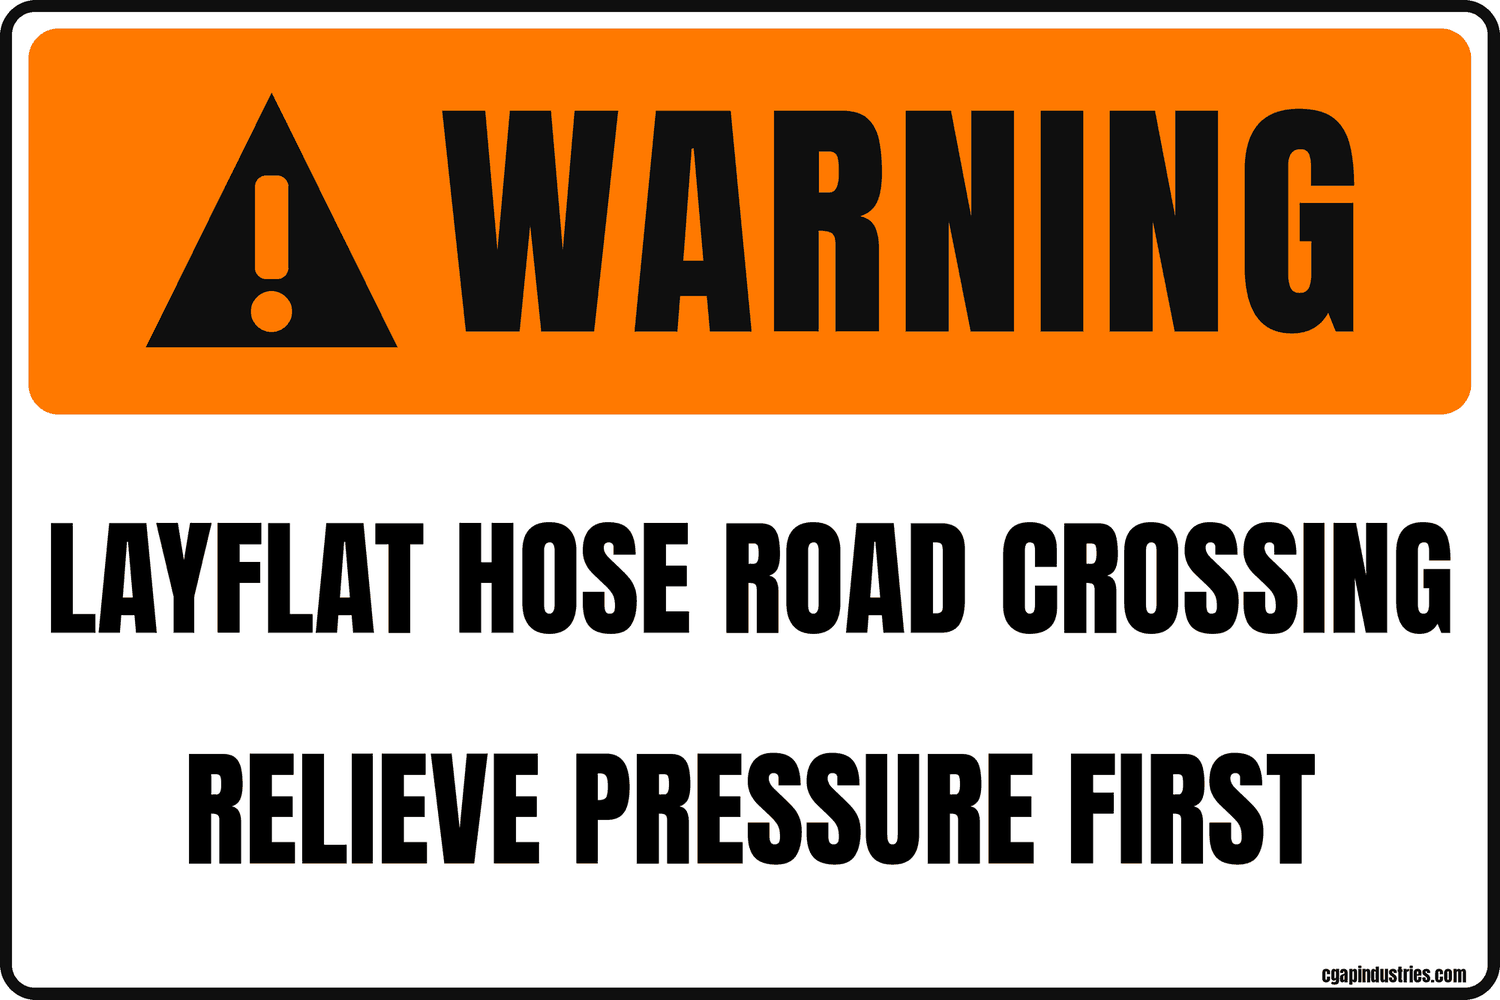 WARNING
LAYFLAT HOSE ROAD CROSSING
RELIEVE PRESSURE FIRST
cgapindustries.com